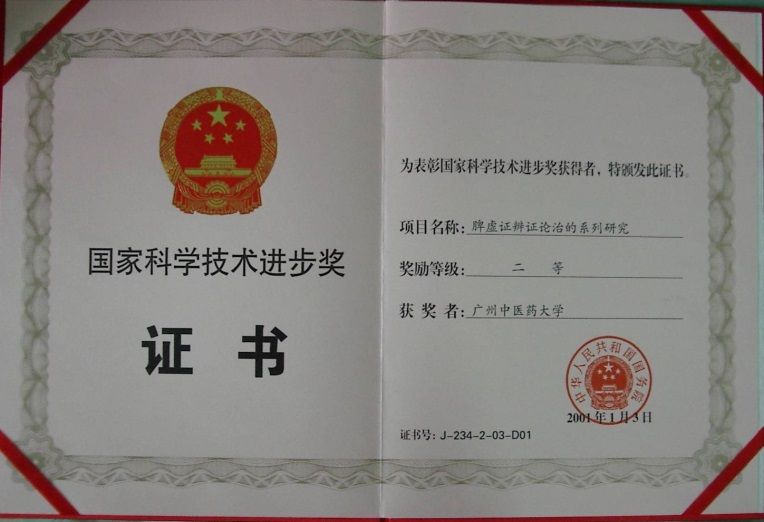 国家科学技术进步奖
证 书
为表彰国家科学技术进步奖获得者，特颁发此证书。
项目名称：脾虚证辨证论治的系列研究
奖励等级： 二 等
获 奖 者：广州中医药大学
中华人民共和国国务院
2001年1月3日
证书号：J-234-2-03-D01